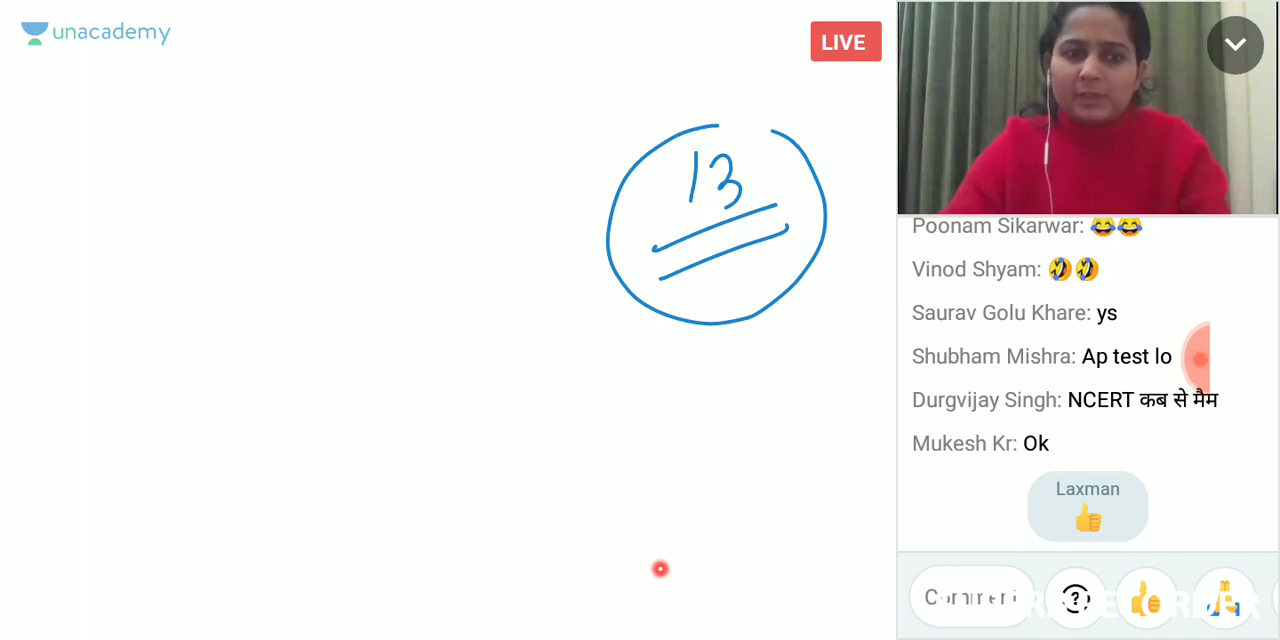 unacademy
LIVE
13
Poonam Sikarwar: 😂😂
Vinod Shyam: 🤣🤣
Saurav Golu Khare: ys
Shubham Mishra: Ap test lo
Durgvijay Singh: NCERT कब से मैम
Mukesh Kr: Ok
Laxman
👍